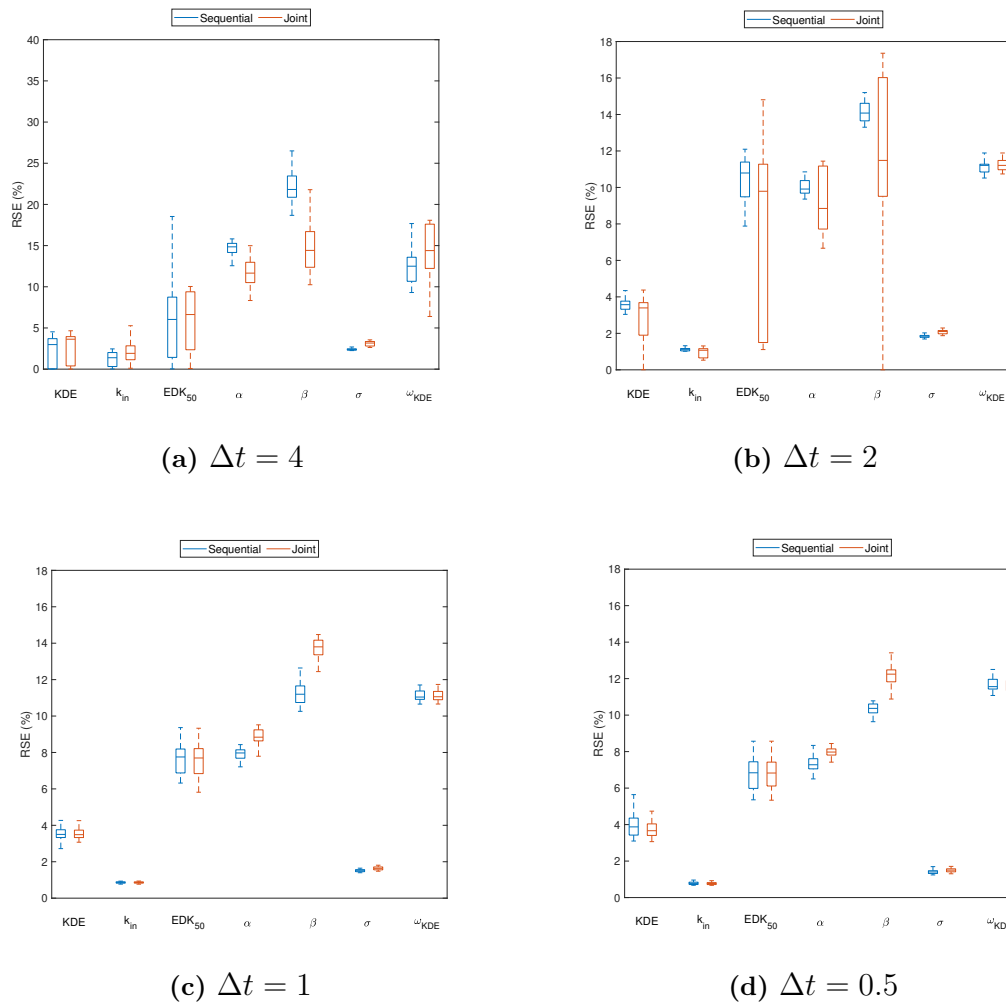 Sequential Joint
Sequential Joint
40
35
30
25
20
15
10
5
0
RSE (%)
KDE k_in EDK_50 α β σ ω_KDE
18
16
14
12
10
8
6
4
2
0
RSE (%)
KDE k_in EDK_50 α β σ ω_KDE
(a) Δt = 4
(b) Δt = 2
Sequential Joint
Sequential Joint
18
16
14
12
10
8
6
4
2
0
RSE (%)
KDE k_in EDK_50 α β σ ω_KDE
18
16
14
12
10
8
6
4
2
0
RSE (%)
KDE k_in EDK_50 α β σ ω_KDE
(c) Δt = 1
(d) Δt = 0.5